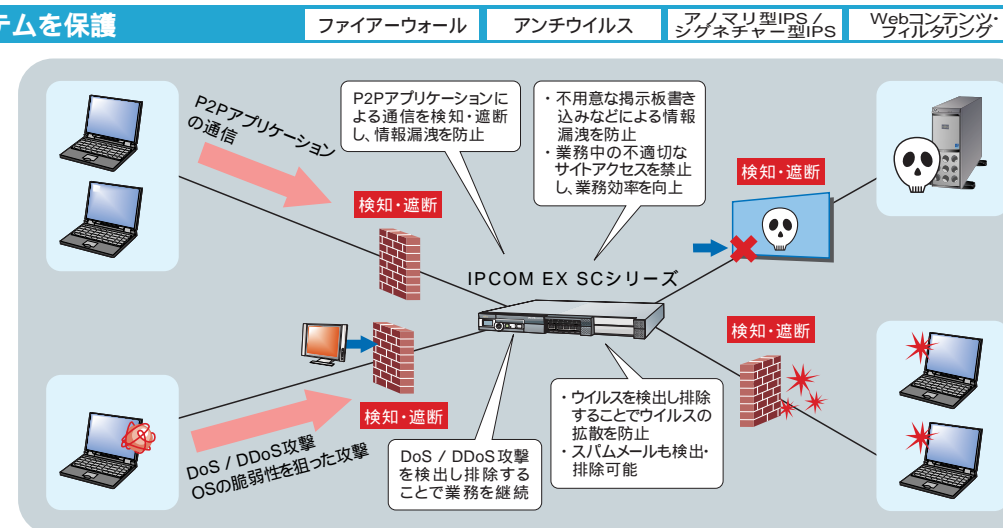 テムを保護
ファイアーウォール
アンチウイルス
アノマリ型IPS /
シグネチャー型IPS
Webコンテンツ・
フィルタリング
P2Pアプリケーション
の通信
P2Pアプリケーションに
よる通信を検知・遮断
し、情報漏洩を防止
・不用意な掲示板書き
込みなどによる情報
漏洩を防止
・業務中の不適切な
サイトアクセスを禁止
し、業務効率を向上
検知・遮断
検知・遮断
IPCOM EX SCシリーズ
検知・遮断
検知・遮断
DoS / DDoS攻撃
OSの脆弱性を狙った攻撃
DoS / DDoS攻撃
を検出し排除する
ことで業務を継続
・ウイルスを検出し排除
することでウイルスの
拡散を防止
・スパムメールも検出・
排除可能